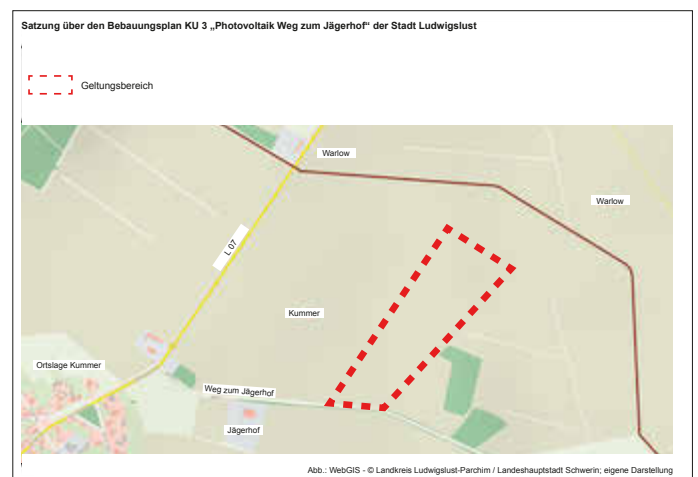 Satzung über den Bebauungsplan KU 3 „Photovoltaik Weg zum Jägerhof“ der Stadt Ludwigslust
Geltungsbereich
Warlow
Warlow
L 07
Kummer
Ortslage Kummer
Weg zum Jägerhof
Jägerhof
Abb.: WebGIS - © Landkreis Ludwigslust-Parchim / Landeshauptstadt Schwerin; eigene Darstellung